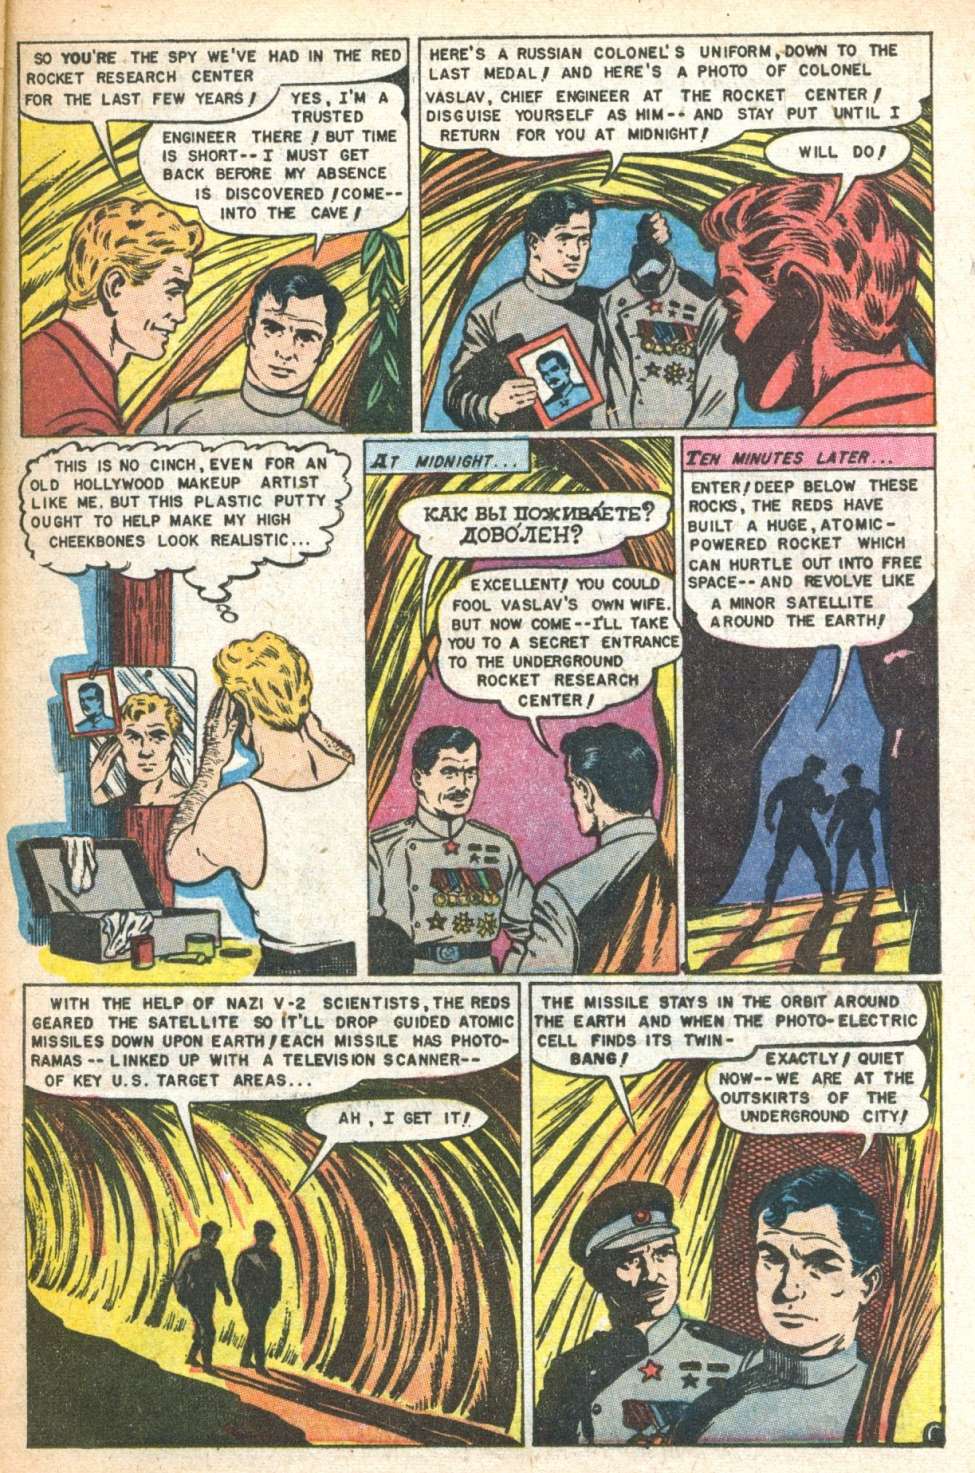 SO YOU'RE THE SPY WE'VE HAD IN THE RED
ROCKET RESEARCH CENTER
FOR THE LAST FEW YEARS!
YES, I'M A
TRUSTED
ENGINEER THERE! BUT TIME
IS SHORT-- I MUST GET
BACK BEFORE MY ABSENCE
IS DISCOVERED! COME--
INTO THE CAVE!
HERE'S A RUSSIAN COLONEL'S UNIFORM, DOWN TO THE
LAST MEDAL! AND HERE'S A PHOTO OF COLONEL
VASLAV, CHIEF ENGINEER AT THE ROCKET CENTER!
DISGUISE YOURSELF AS HIM-- AND STAY PUT UNTIL I
RETURN FOR YOU AT MIDNIGHT!
WILL DO!
THIS IS NO CINCH, EVEN FOR AN
OLD HOLLYWOOD MAKEUP ARTIST
LIKE ME. BUT THIS PLASTIC PUTTY
OUGHT TO HELP MAKE MY HIGH
CHEEKBONES LOOK REALISTIC...
AT MIDNIGHT...
КАК ВЫ ПОЖИВА́ЕТЕ?
ДОВО́ЛЕН?
EXCELLENT! YOU COULD
FOOL VASLAV'S OWN WIFE.
BUT NOW COME--I'LL TAKE
YOU TO A SECRET ENTRANCE
TO THE UNDERGROUND
ROCKET RESEARCH
CENTER!
TEN MINUTES LATER...
ENTER! DEEP BELOW THESE
ROCKS, THE REDS HAVE
BUILT A HUGE, ATOMIC-
POWERED ROCKET WHICH
CAN HURTLE OUT INTO FREE
SPACE-- AND REVOLVE LIKE
A MINOR SATELLITE
AROUND THE EARTH!
WITH THE HELP OF NAZI V-2 SCIENTISTS, THE REDS
GEARED THE SATELLITE SO IT'LL DROP GUIDED ATOMIC
MISSILES DOWN UPON EARTH! EACH MISSILE HAS PHOTO-
RAMAS -- LINKED UP WITH A TELEVISION SCANNER--
OF KEY U.S. TARGET AREAS...
AH, I GET IT!
THE MISSILE STAYS IN THE ORBIT AROUND
THE EARTH AND WHEN THE PHOTO-ELECTRIC
CELL FINDS ITS TWIN-
BANG!
EXACTLY! QUIET
NOW-- WE ARE AT THE
OUTSKIRTS OF THE
UNDERGROUND CITY!